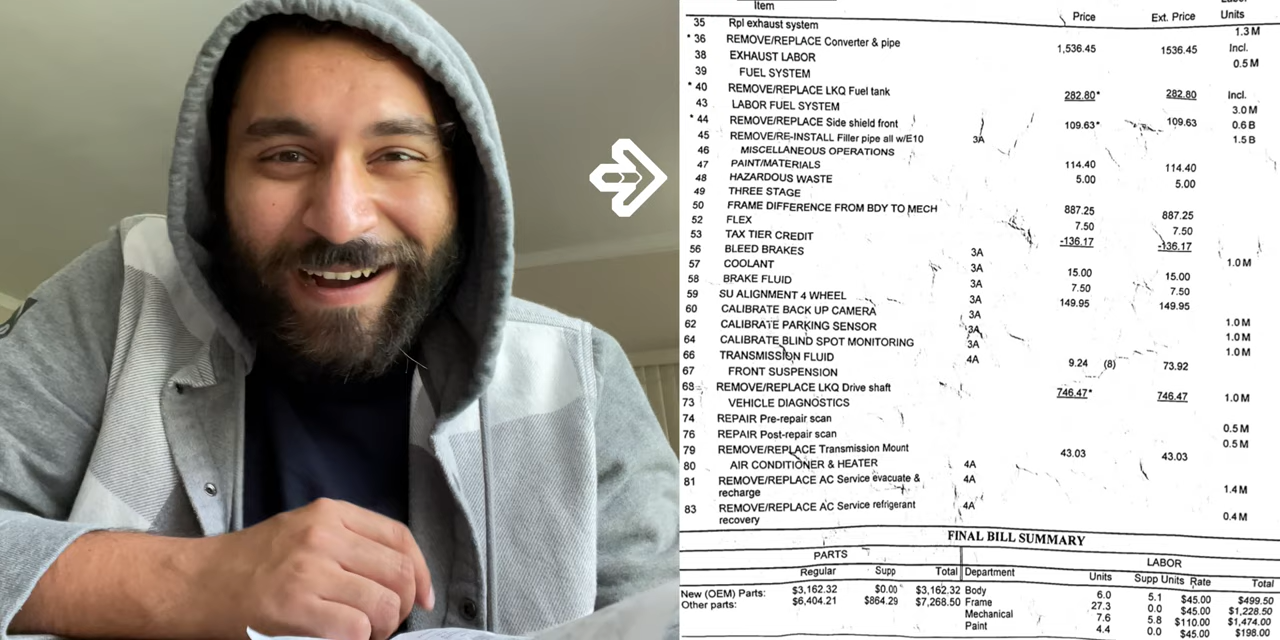 Item Price Ext. Price Units
35 Rpl exhaust system 1.3 M
* 36 REMOVE/REPLACE Converter & pipe 1,536.45 1536.45 Incl.
38 EXHAUST LABOR 0.5 M
39 FUEL SYSTEM
* 40 REMOVE/REPLACE LKQ Fuel tank 282.80* 282.80 Incl.
43 LABOR FUEL SYSTEM 3.0 M
* 44 REMOVE/REPLACE Side shield front 109.63* 109.63 0.6 B
45 REMOVE/RE-INSTALL Filler pipe all w/E10 3A 1.5 B
46 MISCELLANEOUS OPERATIONS
47 PAINT/MATERIALS 114.40 114.40
48 HAZARDOUS WASTE 5.00 5.00
49 THREE STAGE
50 FRAME DIFFERENCE FROM BDY TO MECH 887.25 887.25
52 FLEX 7.50 7.50
53 TAX TIER CREDIT -136.17 -136.17
56 BLEED BRAKES 3A 1.0 M
57 COOLANT 3A 15.00 15.00
58 BRAKE FLUID 3A 7.50 7.50
59 SU ALIGNMENT 4 WHEEL 3A 149.95 149.95
60 CALIBRATE BACK UP CAMERA 3A 1.0 M
62 CALIBRATE PARKING SENSOR 3A 1.0 M
64 CALIBRATE BLIND SPOT MONITORING 3A 1.0 M
66 TRANSMISSION FLUID 4A 9.24 (8) 73.92
67 FRONT SUSPENSION
68 REMOVE/REPLACE LKQ Drive shaft 746.47* 746.47 1.0 M
73 VEHICLE DIAGNOSTICS
74 REPAIR Pre-repair scan 0.5 M
76 REPAIR Post-repair scan 0.5 M
79 REMOVE/REPLACE Transmission Mount 43.03 43.03
80 AIR CONDITIONER & HEATER 4A
81 REMOVE/REPLACE AC Service evacuate & 4A
recharge 1.4 M
83 REMOVE/REPLACE AC Service refrigerant 4A
recovery 0.4 M
FINAL BILL SUMMARY
PARTS LABOR
Regular Supp Total Department Units Supp Units Rate Total
New (OEM) Parts: $3,162.32 $0.00 $3,162.32 Body 6.0 5.1 $45.00 $499.50
Other parts: $6,404.21 $864.29 $7,268.50 Frame 27.3 0.0 $45.00 $1,228.50
Mechanical 7.6 5.8 $110.00 $1,474.00
Paint 4.4 0.0 $45.00 $198.00